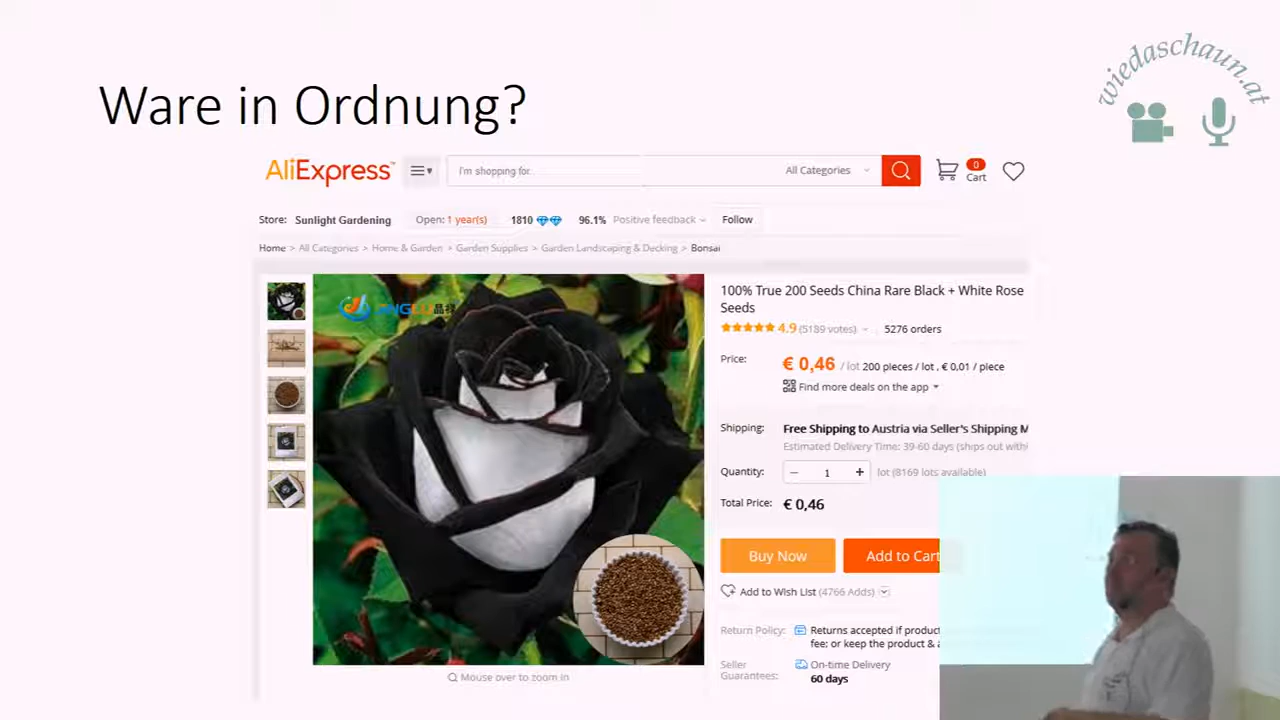 wiedaschaun.at
Ware in Ordnung?
AliExpress™
I'm shopping for...
All Categories
0
Cart
Store: Sunlight Gardening Open: 1 year(s) 1810 96.1% Positive feedback Follow
Home > All Categories > Home & Garden > Garden Supplies > Garden Landscaping & Decking > Bonsai
100% True 200 Seeds China Rare Black + White Rose
Seeds
4.9 (5189 votes) 5276 orders
Price: € 0,46 / lot 200 pieces / lot , € 0,01 / piece
Find more deals on the app
Shipping: Free Shipping to Austria via Seller's Shipping M
Estimated Delivery Time: 39-60 days (ships out with
Quantity: − 1 + lot (8169 lots available)
Total Price: € 0,46
Buy Now Add to Cart
Add to Wish List (4766 Adds)
Return Policy: Returns accepted if product
fee; or keep the product &
Seller
Guarantees:
On-time Delivery
60 days
Mouse over to zoom in